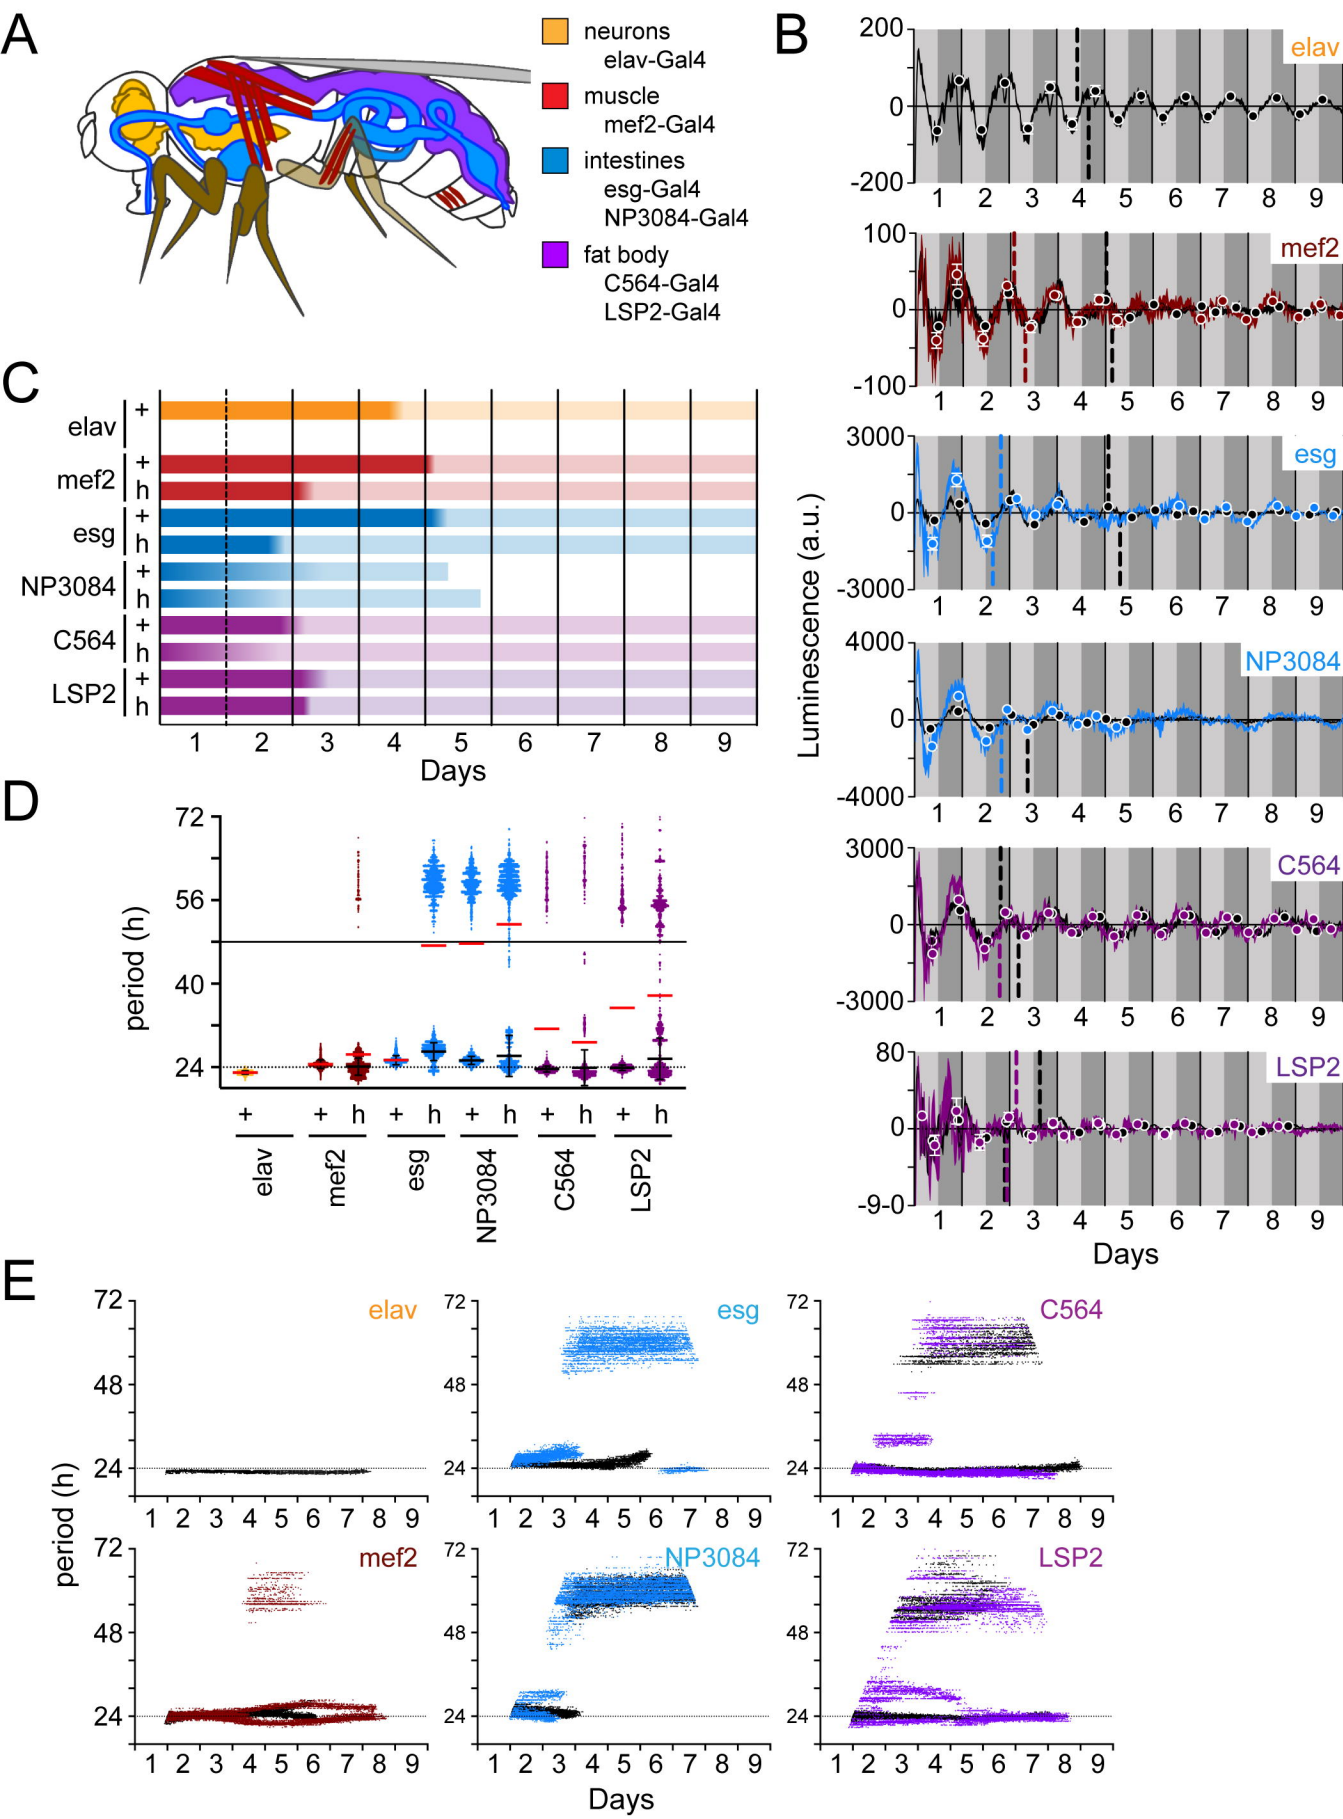 A
neurons
elav-Gal4
muscle
mef2-Gal4
intestines
esg-Gal4
NP3084-Gal4
fat body
C564-Gal4
LSP2-Gal4
B
Luminescence (a.u.)
200
0
-200
elav
1 2 3 4 5 6 7 8 9
100
0
-100
mef2
1 2 3 4 5 6 7 8 9
3000
0
-3000
esg
1 2 3 4 5 6 7 8 9
4000
0
-4000
NP3084
1 2 3 4 5 6 7 8 9
3000
0
-3000
C564
1 2 3 4 5 6 7 8 9
80
0
-9-0
LSP2
1 2 3 4 5 6 7 8 9
Days
C
elav +
mef2 + h
esg + h
NP3084 + h
C564 + h
LSP2 + h
1 2 3 4 5 6 7 8 9
Days
D
period (h)
72
56
40
24
+ + h + h + h + h + h
elav mef2 esg NP3084 C564 LSP2
E
period (h)
72
48
24
elav
1 2 3 4 5 6 7 8 9
72
48
24
esg
1 2 3 4 5 6 7 8 9
72
48
24
C564
1 2 3 4 5 6 7 8 9
72
48
24
mef2
1 2 3 4 5 6 7 8 9
72
48
24
NP3084
1 2 3 4 5 6 7 8 9
72
48
24
LSP2
1 2 3 4 5 6 7 8 9
Days